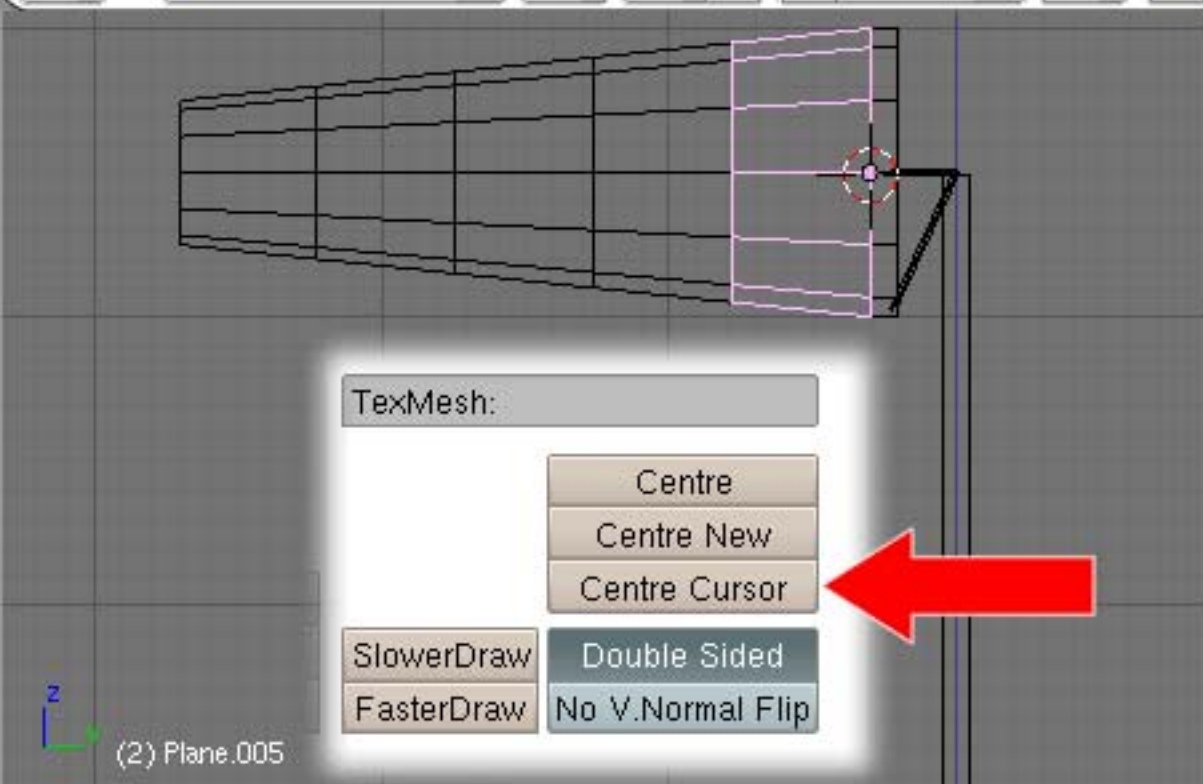 TexMesh:
Centre
Centre New
Centre Cursor
SlowerDraw
Double Sided
FasterDraw
No V.Normal Flip
z
y
(2) Plane.005